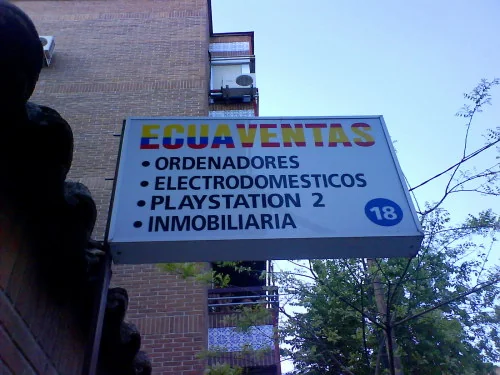 ECUAVENTAS
• ORDENADORES
• ELECTRODOMESTICOS
• PLAYSTATION 2
• INMOBILIARIA
18